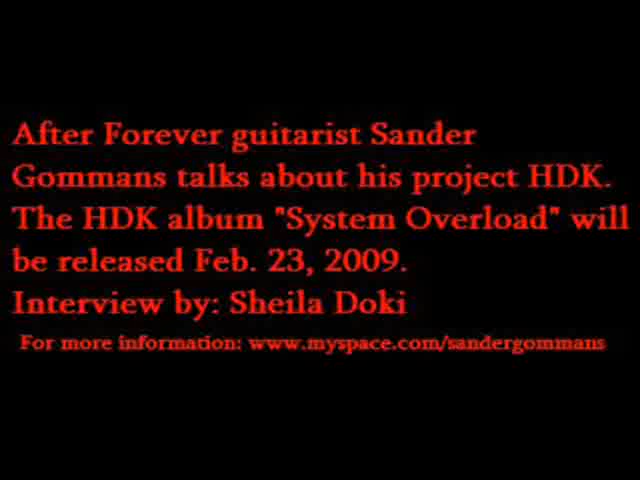 After Forever guitarist Sander
Gommans talks about his project HDK.
The HDK album "System Overload" will
be released Feb. 23, 2009.
Interview by: Sheila Doki
For more information: www.myspace.com/sandergommans